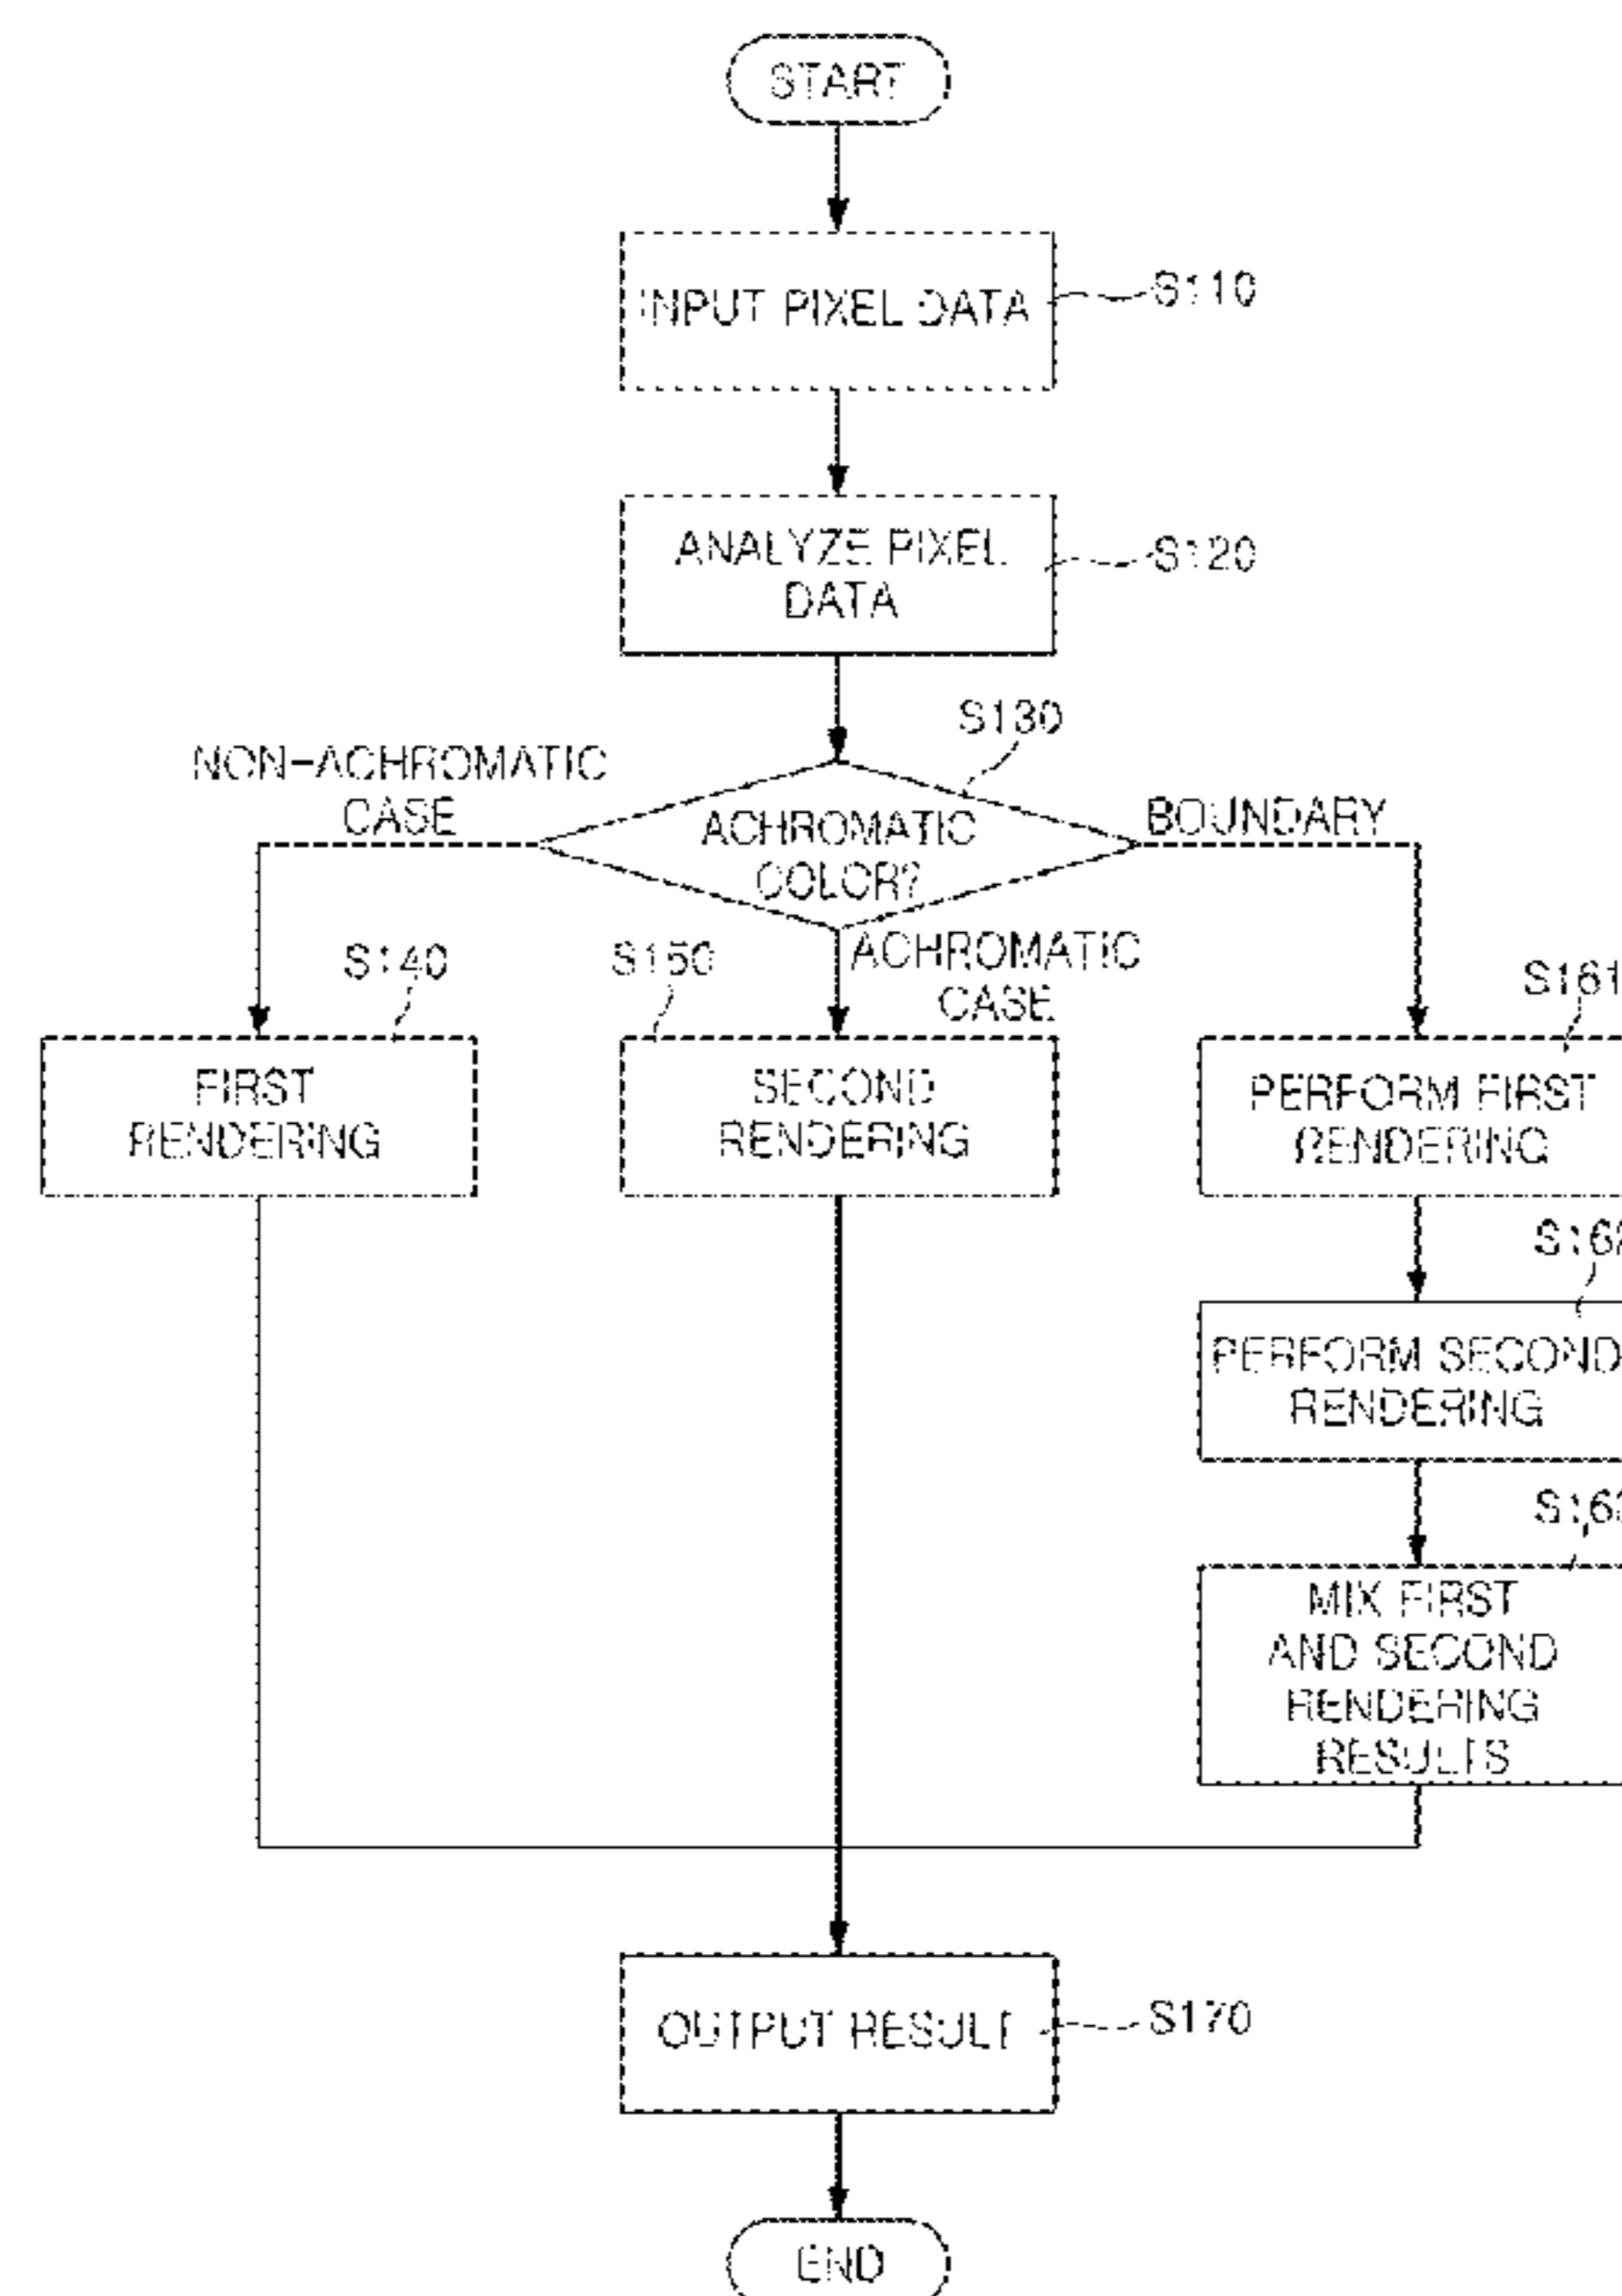 START
INPUT PIXEL DATA
S110
ANALYZE PIXEL
DATA
S120
S130
NON-ACHROMATIC
CASE
ACHROMATIC
COLOR?
BOUNDARY
ACHROMATIC
CASE
S140
S150
S161
FIRST
RENDERING
SECOND
RENDERING
PERFORM FIRST
RENDERING
PERFORM SECOND
RENDERING
MIX FIRST
AND SECOND
RENDERING
RESULTS
OUTPUT RESULT
S170
END